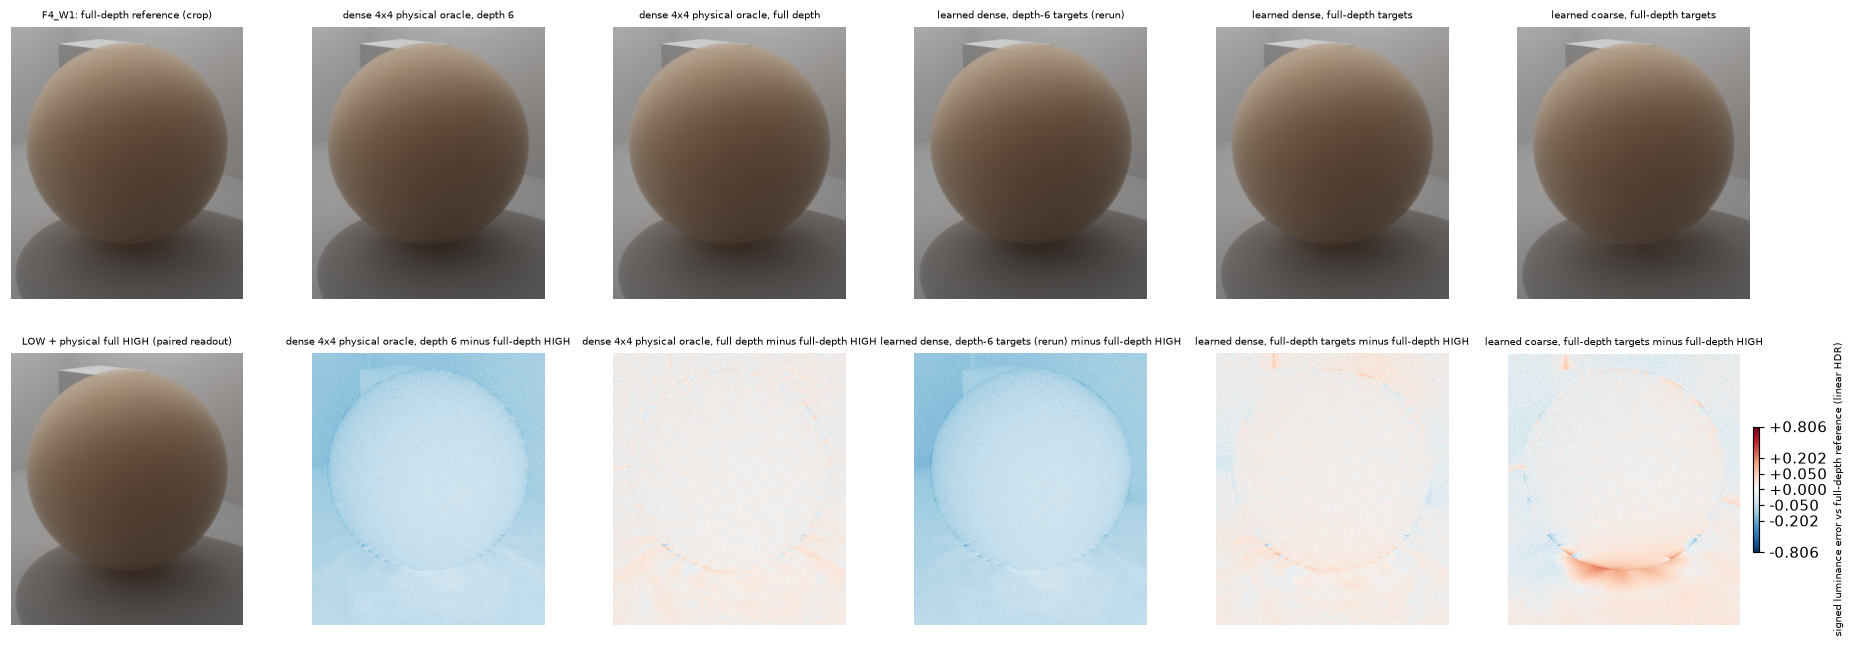 F4_W1: full-depth reference (crop)
dense 4x4 physical oracle, depth 6
dense 4x4 physical oracle, full depth
learned dense, depth-6 targets (rerun)
learned dense, full-depth targets
learned coarse, full-depth targets
LOW + physical full HIGH (paired readout)
dense 4x4 physical oracle, depth 6 minus full-depth HIGH
dense 4x4 physical oracle, full depth minus full-depth HIGH
learned dense, depth-6 targets (rerun) minus full-depth HIGH
learned dense, full-depth targets minus full-depth HIGH
learned coarse, full-depth targets minus full-depth HIGH
+0.806
+0.202
+0.050
+0.000
-0.050
-0.202
-0.806
signed luminance error vs full-depth reference (linear HDR)